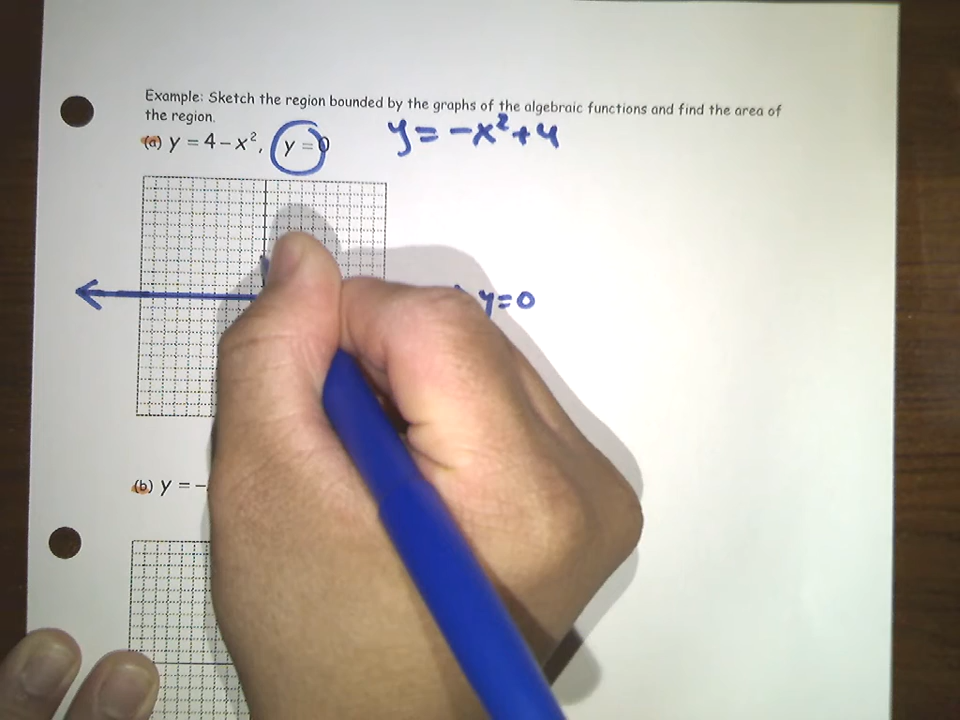 Example: Sketch the region bounded by the graphs of the algebraic functions and find the area of
the region.
(a) y = 4 – x², y = 0 y = -x² + 4
y = 0
(b) y = –